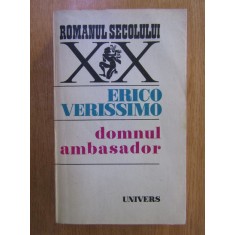 ROMANUL SECOLULUI
XX
ERICO
VERISSIMO
domnul
ambasador
UNIVERS